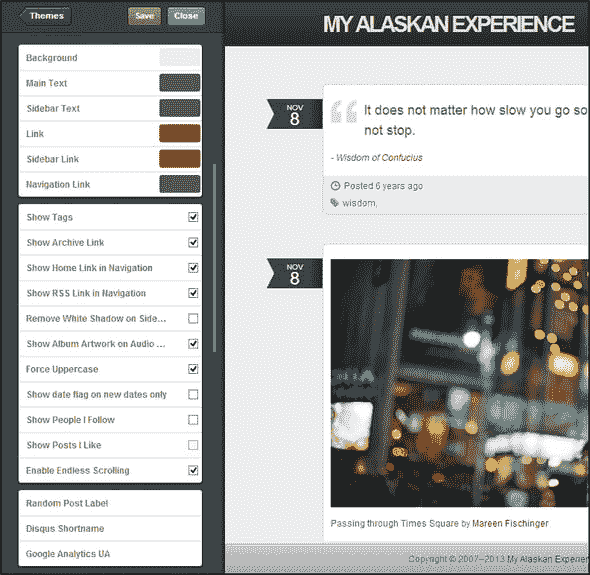 Themes
Save
Close
Background
Main Text
Sidebar Text
Link
Sidebar Link
Navigation Link
Show Tags
Show Archive Link
Show Home Link in Navigation
Show RSS Link in Navigation
Remove White Shadow on Side...
Show Album Artwork on Audio ...
Force Uppercase
Show date flag on new dates only
Show People I Follow
Show Posts I Like
Enable Endless Scrolling
Random Post Label
Disqus Shortname
Google Analytics UA
MY ALASKAN EXPERIENCE
NOV
8
It does not matter how slow you go so
not stop.
- Wisdom of Confucius
Posted 6 years ago
wisdom,
NOV
8
Passing through Times Square by Mareen Fischinger
Copyright © 2007–2013 My Alaskan Experien